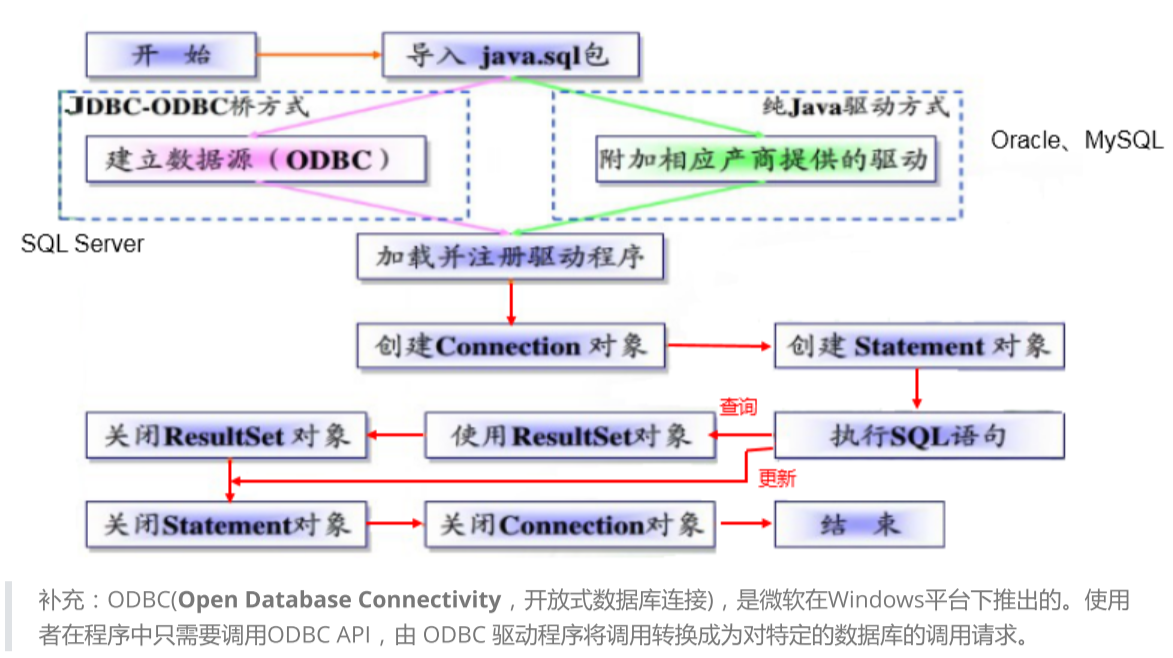 开 始
导入 java.sql包
JDBC-ODBC桥方式
纯Java驱动方式
建立数据源（ODBC）
附加相应产商提供的驱动
Oracle、MySQL
SQL Server
加载并注册驱动程序
创建Connection 对象
创建 Statement 对象
查询
关闭ResultSet 对象
使用ResultSet对象
执行SQL语句
更新
关闭Statement对象
关闭Connection对象
结 束
补充：ODBC(Open Database Connectivity，开放式数据库连接)，是微软在Windows平台下推出的。使用
者在程序中只需要调用ODBC API，由 ODBC 驱动程序将调用转换成为对特定的数据库的调用请求。